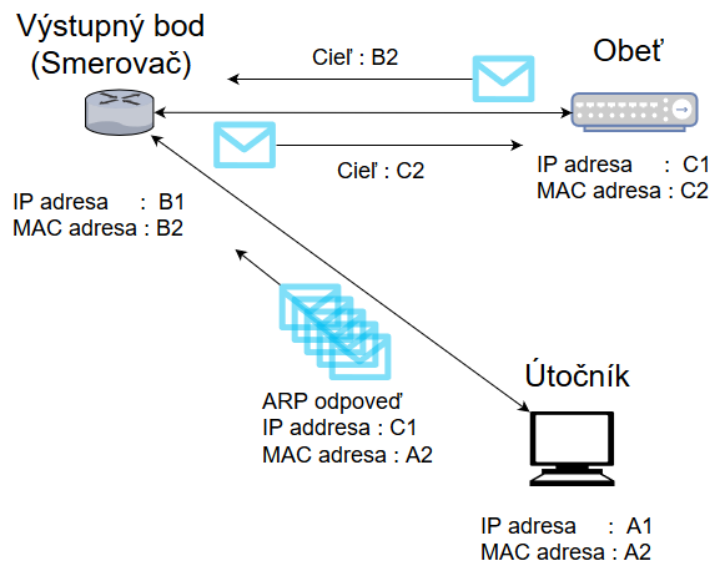 Výstupný bod
(Smerovač)
Cieľ : B2
Obeť
Cieľ : C2
IP adresa : C1
MAC adresa : C2
IP adresa : B1
MAC adresa : B2
ARP odpoveď
IP addresa : C1
MAC adresa : A2
Útočník
IP adresa : A1
MAC adresa : A2